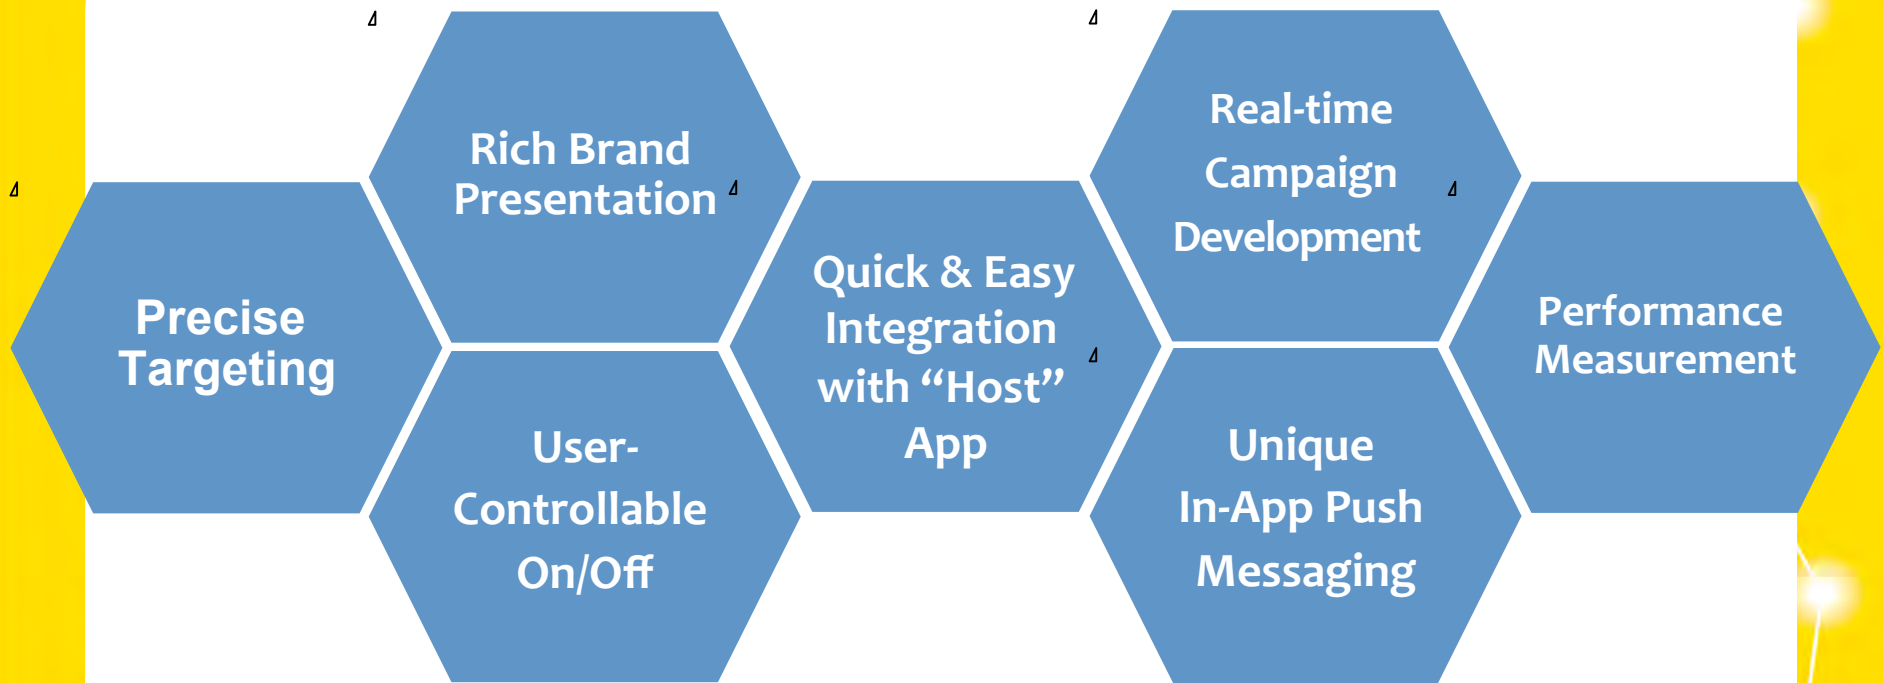 Precise
Targeting
Rich Brand
Presentation
User-
Controllable
On/Off
Quick & Easy
Integration
with “Host”
App
Real-time
Campaign
Development
Unique
In-App Push
Messaging
Performance
Measurement